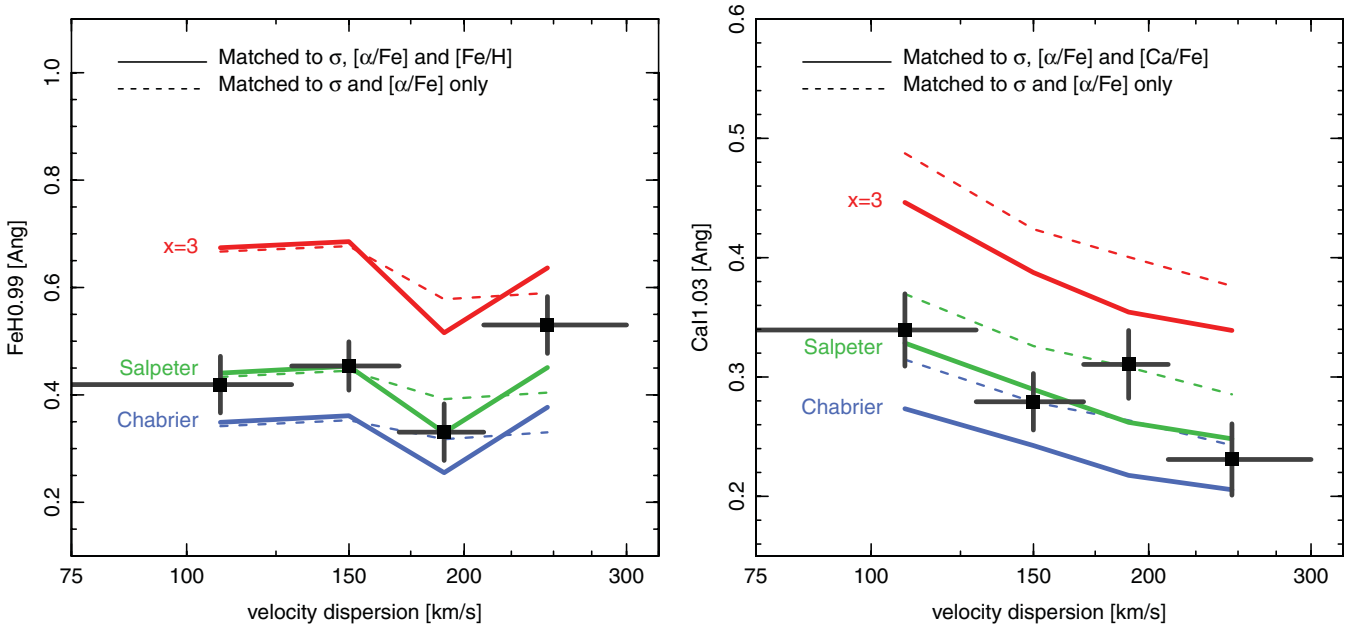 Matched to σ, [α/Fe] and [Fe/H]
Matched to σ and [α/Fe] only
x=3
Salpeter
Chabrier
FeH0.99 [Ang]
0.2
0.4
0.6
0.8
1.0
75
100
150
200
300
velocity dispersion [km/s]
Matched to σ, [α/Fe] and [Ca/Fe]
Matched to σ and [α/Fe] only
x=3
Salpeter
Chabrier
CaI1.03 [Ang]
0.2
0.3
0.4
0.5
0.6
75
100
150
200
300
velocity dispersion [km/s]